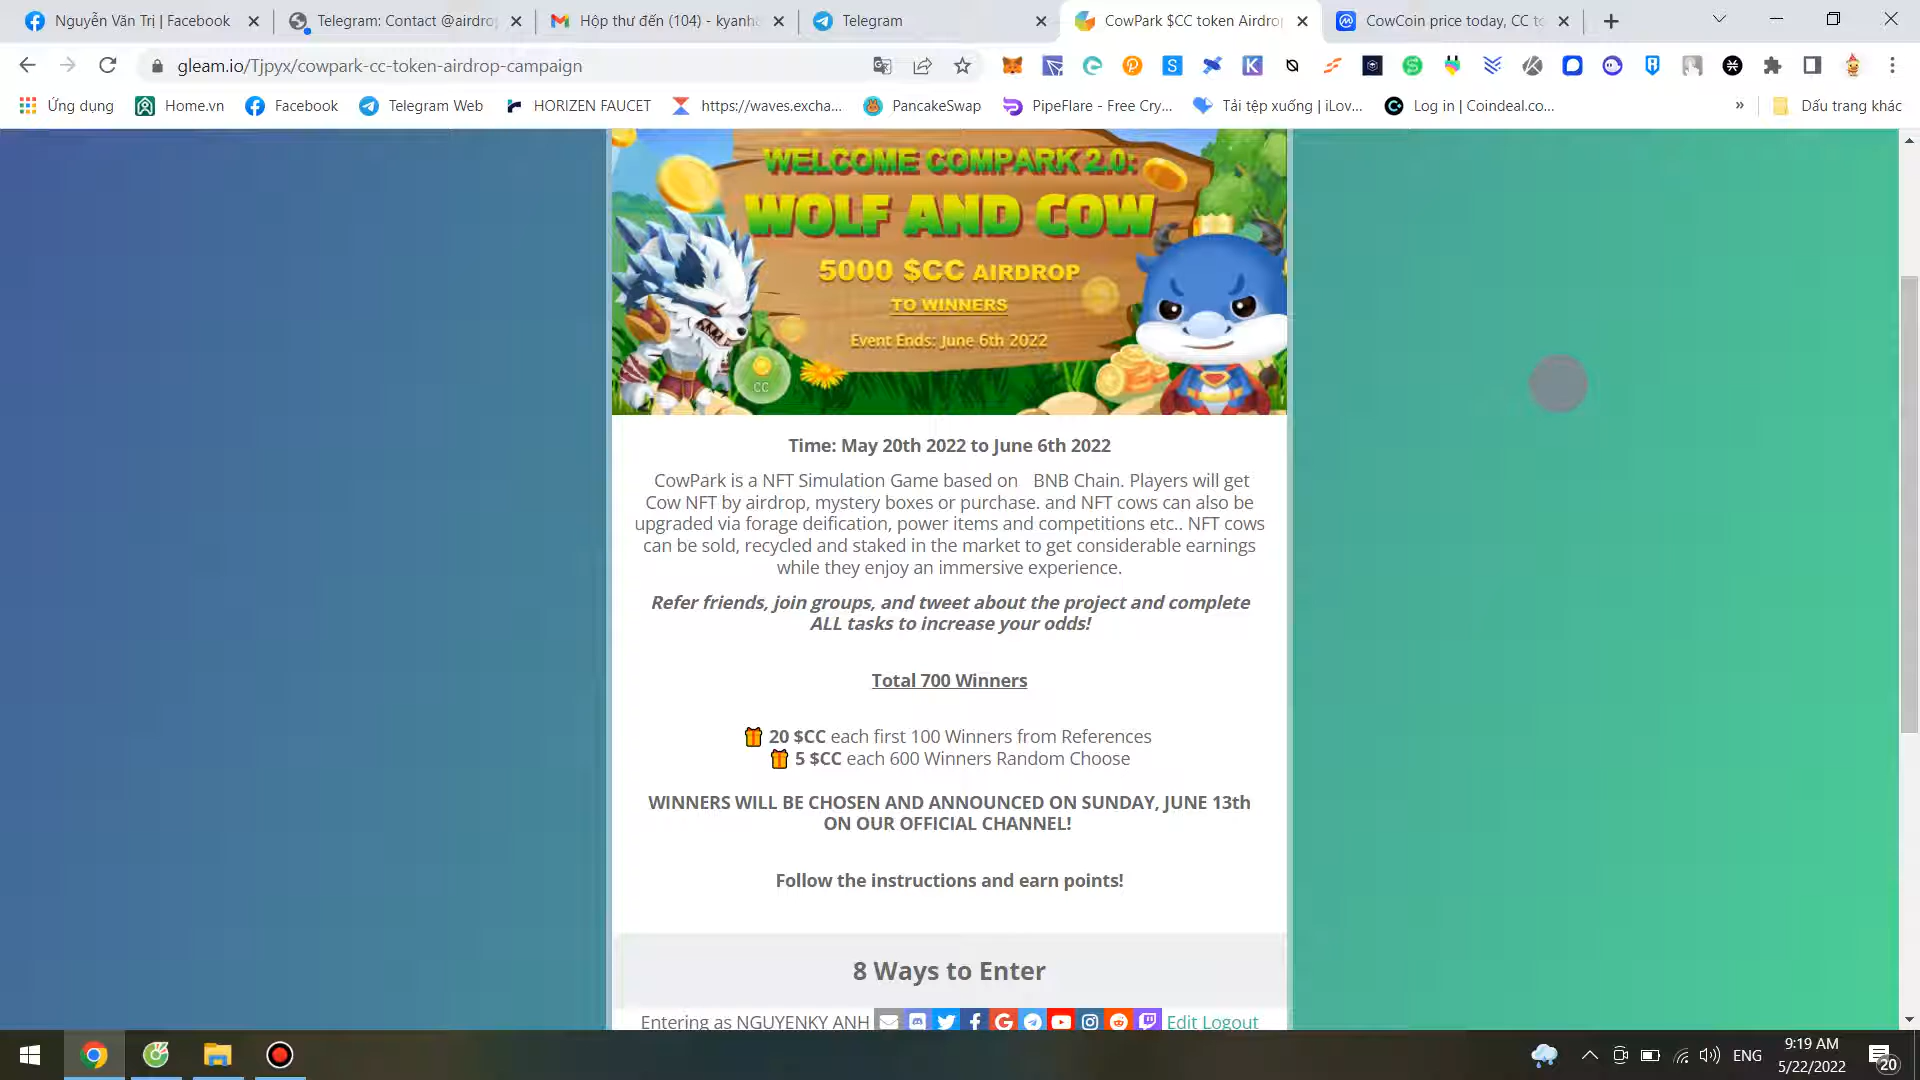 Nguyễn Văn Trị | Facebook
Telegram: Contact @airdro
Hộp thư đến (104) - kyanh
Telegram
CowPark $CC token Airdro
CowCoin price today, CC to
gleam.io/Tjpyx/cowpark-cc-token-airdrop-campaign
Ứng dụng
Home.vn
Facebook
Telegram Web
HORIZEN FAUCET
https://waves.excha...
PancakeSwap
PipeFlare - Free Cry...
Tải tệp xuống | iLov...
Log in | Coindeal.co...
»
Dấu trang khác
WELCOME COMPARK 2.0:
WOLF AND COW
5000 $CC AIRDROP
TO WINNERS
Event Ends: June 6th 2022
CC
Time: May 20th 2022 to June 6th 2022
CowPark is a NFT Simulation Game based on BNB Chain. Players will get
Cow NFT by airdrop, mystery boxes or purchase. and NFT cows can also be
upgraded via forage deification, power items and competitions etc.. NFT cows
can be sold, recycled and staked in the market to get considerable earnings
while they enjoy an immersive experience.
Refer friends, join groups, and tweet about the project and complete
ALL tasks to increase your odds!
Total 700 Winners
20 $CC each first 100 Winners from References
5 $CC each 600 Winners Random Choose
WINNERS WILL BE CHOSEN AND ANNOUNCED ON SUNDAY, JUNE 13th
ON OUR OFFICIAL CHANNEL!
Follow the instructions and earn points!
8 Ways to Enter
Entering as NGUYENKY ANH
Edit Logout
ENG
9:19 AM
5/22/2022
20